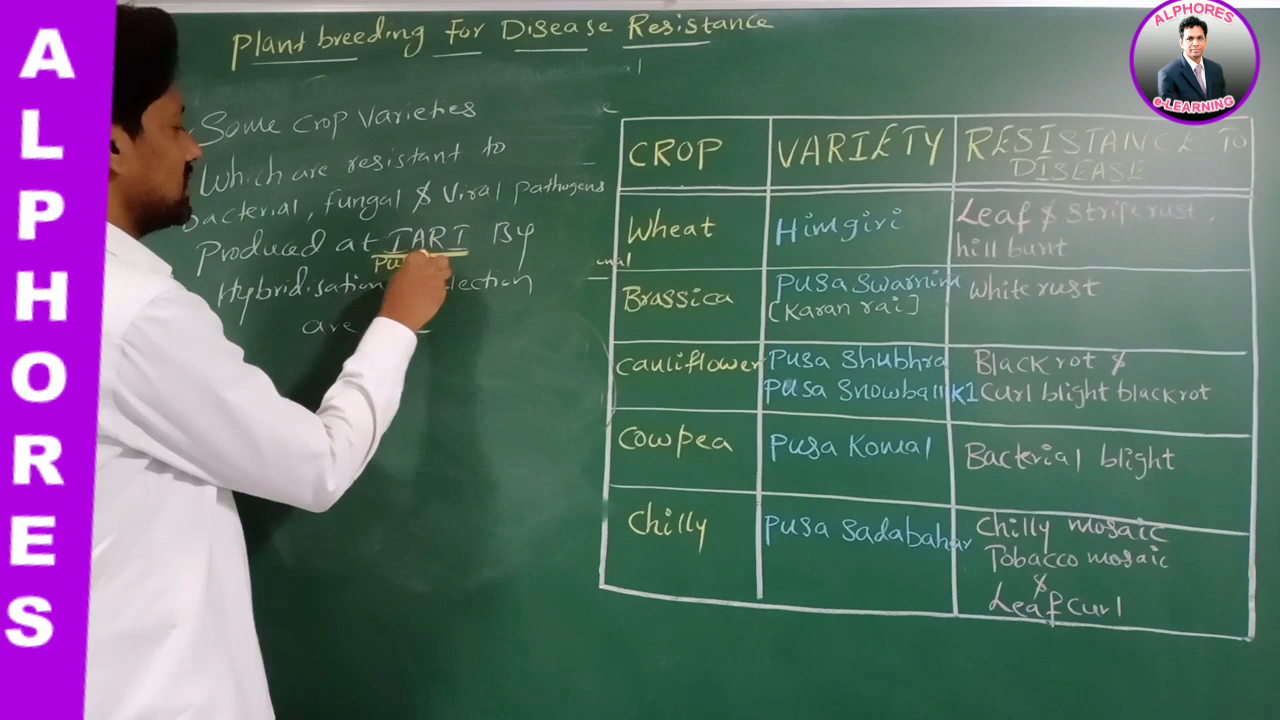 ALPHORES
Plant breeding For Disease Resistance
Some Crop Varieties
Which are resistant to
Bacterial, fungal & Viral pathogens
Produced at IARI By
Hybridisation
are
CROP VARIETY RESISTANCE TO
DISEASE
Wheat Himgiri Leaf & Stripe rust,
hill bunt
Brassica Pusa Swarnim White rust
[Karan rai]
Cauliflower Pusa Shubhra Black rot &
Pusa Snowball K1 Curl blight blackrot
Cowpea Pusa Komal Bacterial blight
Chilly Pusa Sadabahar Chilly mosaic
Tobacco mosaic
&
Leaf curl
ALPHORES
e-LEARNING